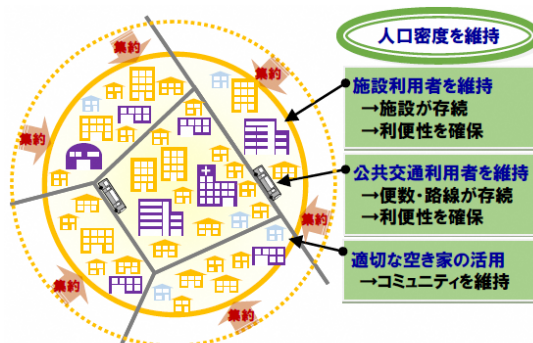 人口密度を維持
集約
集約
施設利用者を維持
→施設が存続
→利便性を確保
公共交通利用者を維持
→便数・路線が存続
→利便性を確保
集約
適切な空き家の活用
→コミュニティを維持
集約
集約